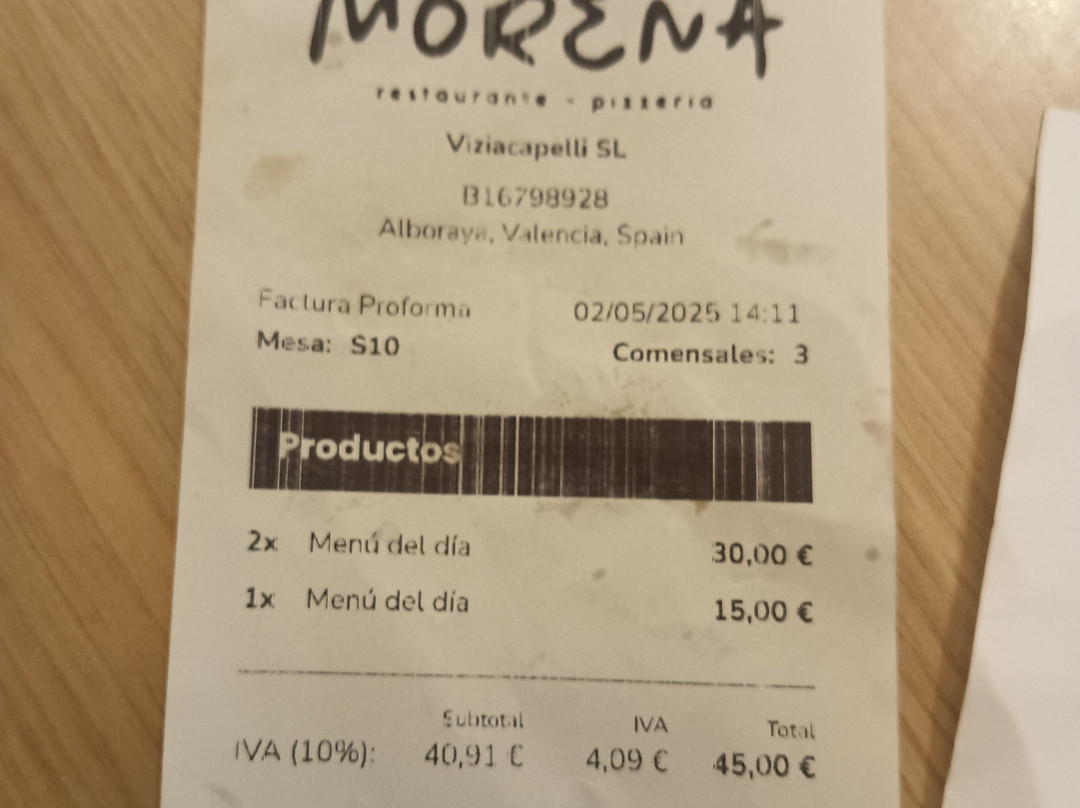 MORENA
restaurante - pizzeria
Viziacapelli SL
B16798928
Alboraya, Valencia, Spain
Factura Proforma 02/05/2025 14:11
Mesa: S10 Comensales: 3
Productos
2x Menú del día 30,00 €
1x Menú del día 15,00 €
Subtotal IVA Total
IVA (10%): 40,91 € 4,09 € 45,00 €